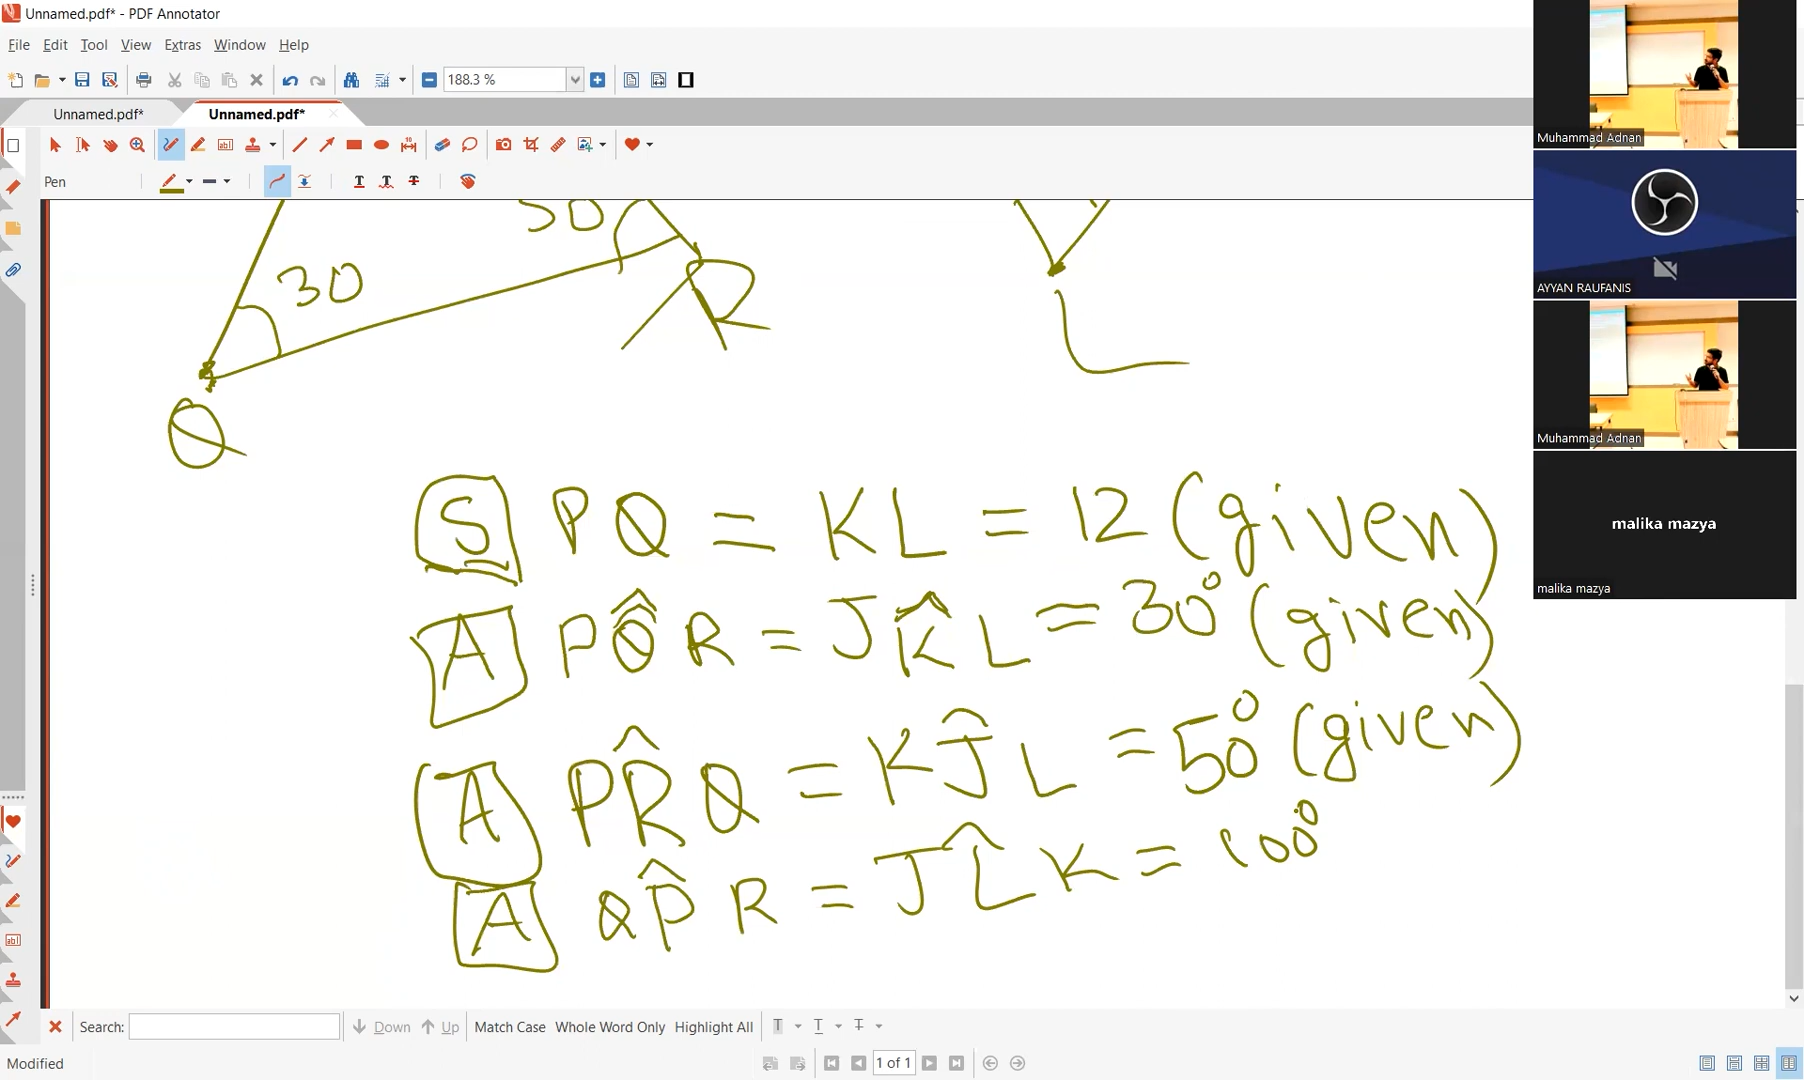 Unnamed.pdf* - PDF Annotator
File Edit Tool View Extras Window Help
188.3 %
Unnamed.pdf* Unnamed.pdf*
Pen
30
50
R
Q
L
S PQ = KL = 12 (given)
A PQ̂R = JK̂L = 30° (given)
A PR̂Q = KĴL = 50° (given)
A QP̂R = JL̂K = 100°
Muhammad Adnan
AYYAN RAUFANIS
Muhammad Adnan
malika mazya
malika mazya
Search: Down Up Match Case Whole Word Only Highlight All
Modified
1 of 1